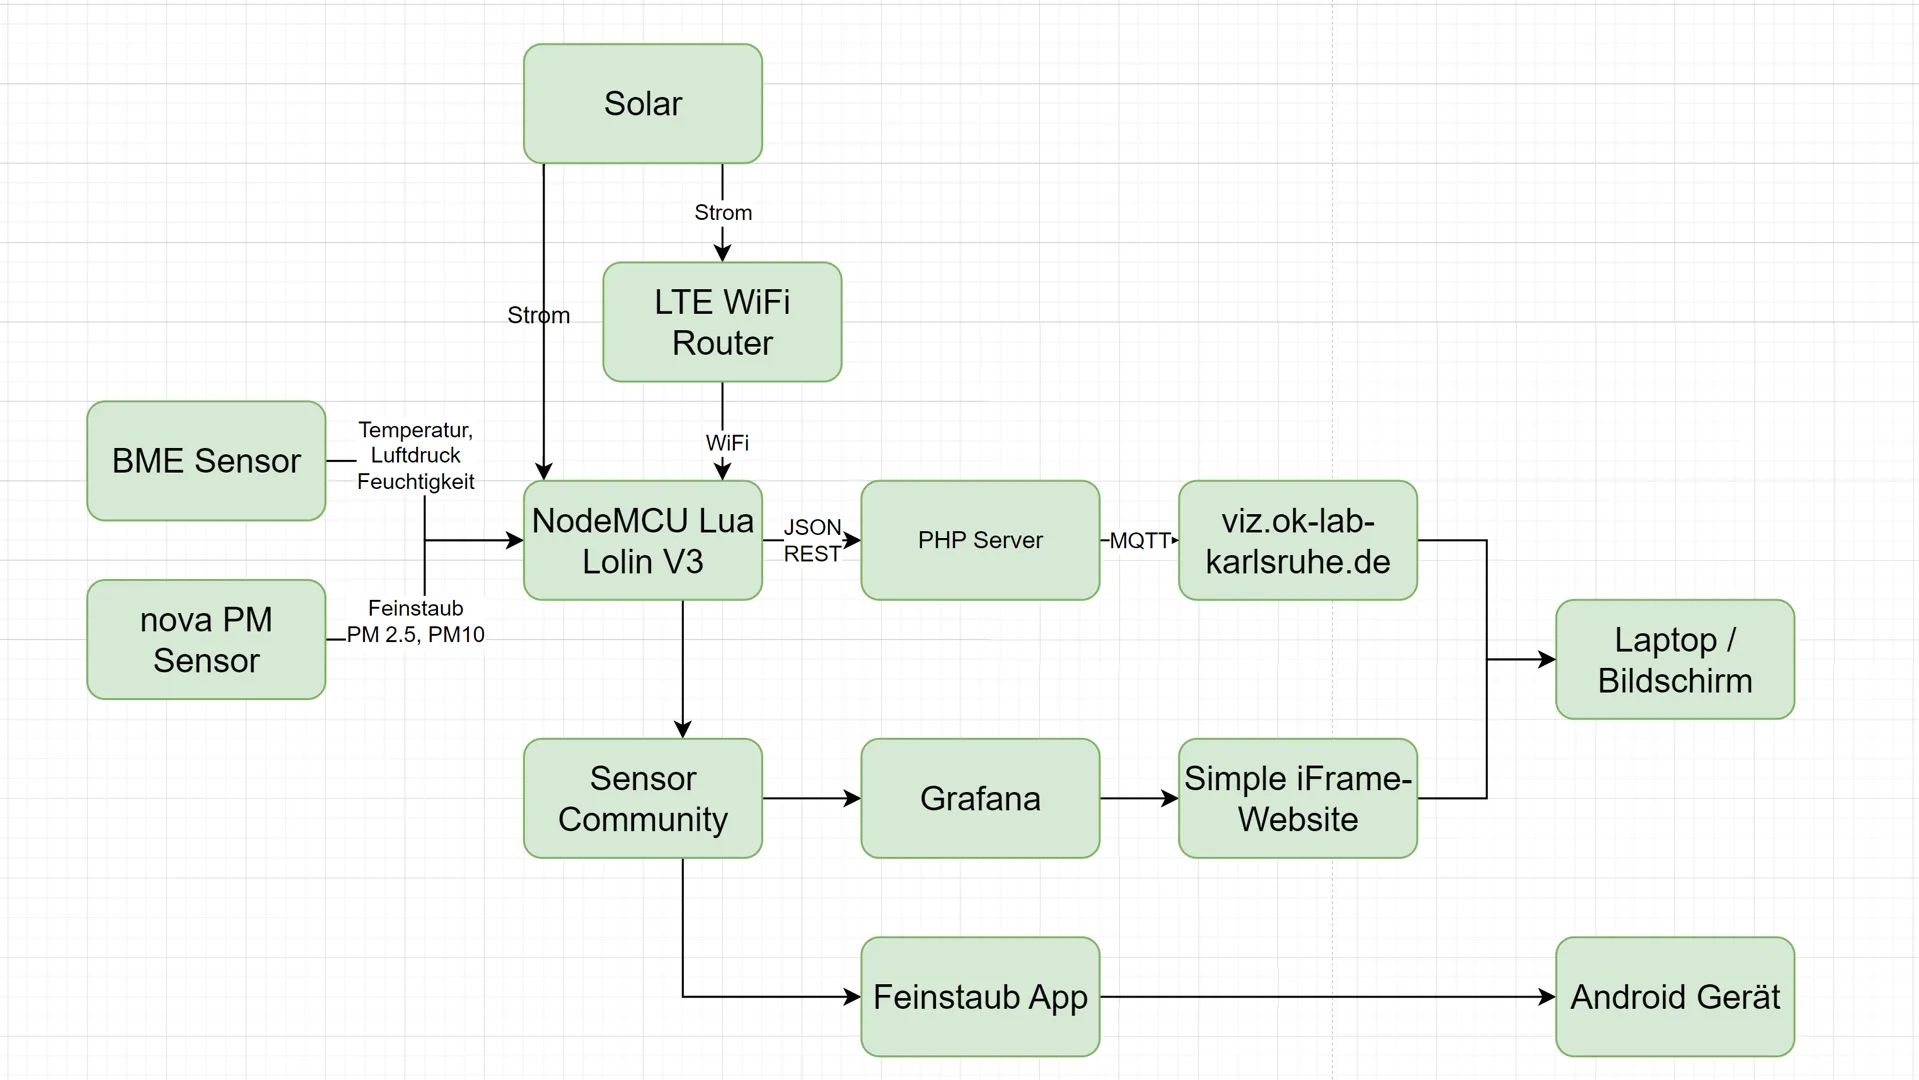 Solar
Strom
LTE WiFi
Router
Strom
BME Sensor
Temperatur,
Luftdruck
Feuchtigkeit
WiFi
NodeMCU Lua
Lolin V3
JSON
REST
PHP Server
MQTT
viz.ok-lab-
karlsruhe.de
nova PM
Sensor
Feinstaub
PM 2.5, PM10
Laptop /
Bildschirm
Sensor
Community
Grafana
Simple iFrame-
Website
Feinstaub App
Android Gerät